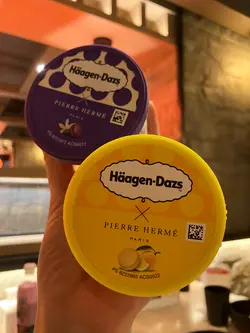 Häagen-Dazs
PIERRE HERMÉ
PARIS
Häagen-Dazs
X
PIERRE HERMÉ
PARIS